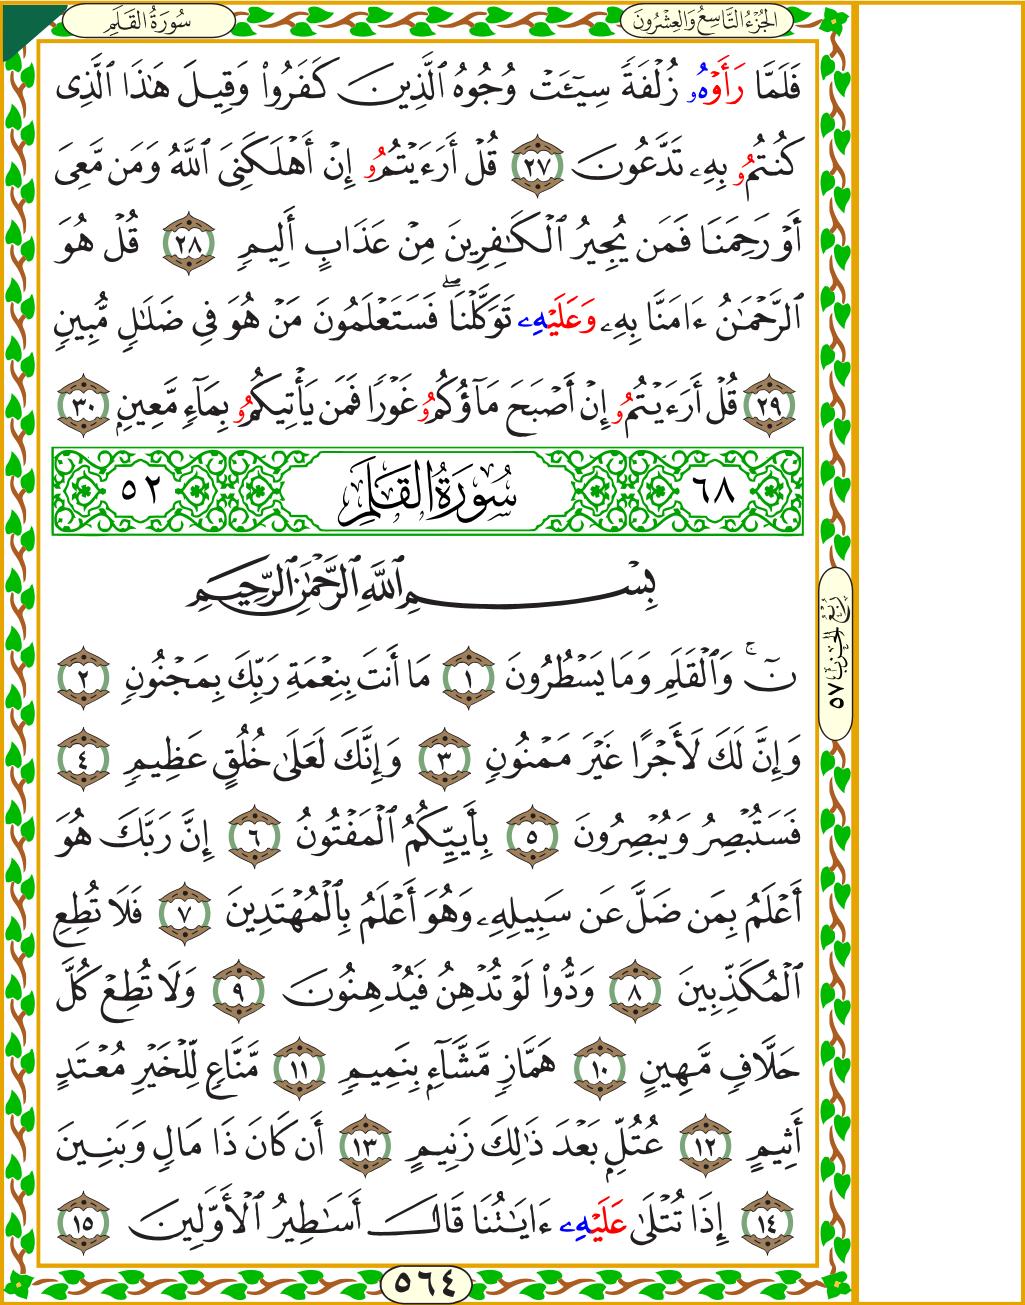 الجُزْءُ التَّاسِعُ وَالعِشْرُونَ
سُورَةُ القَلَمِ
فَلَمَّا رَأَوْهُۥ زُلْفَةً سِيٓـَٔتْ وُجُوهُ ٱلَّذِينَ كَفَرُوا۟ وَقِيلَ هَٰذَا ٱلَّذِى
كُنتُمُۥ بِهِۦ تَدَّعُونَ ٢٧ قُلْ أَرَءَيْتُمُۥ إِنْ أَهْلَكَنِىَ ٱللَّهُ وَمَن مَّعِىَ
أَوْ رَحِمَنَا فَمَن يُجِيرُ ٱلْكَٰفِرِينَ مِنْ عَذَابٍ أَلِيمٍ ٢٨ قُلْ هُوَ
ٱلرَّحْمَٰنُ ءَامَنَّا بِهِۦ وَعَلَيْهِۦ تَوَكَّلْنَا ۖ فَسَتَعْلَمُونَ مَنْ هُوَ فِى ضَلَٰلٍ مُّبِينٍ
٢٩ قُلْ أَرَءَيْتُمُۥ إِنْ أَصْبَحَ مَآؤُكُمُۥ غَوْرًا فَمَن يَأْتِيكُمُۥ بِمَآءٍ مَّعِينٍ ٣٠
٦٨ سُورَةُ القَلَمِ ٥٢
بِسْمِ ٱللَّهِ ٱلرَّحْمَٰنِ ٱلرَّحِيمِ
نٓ ۚ وَٱلْقَلَمِ وَمَا يَسْطُرُونَ ١ مَا أَنتَ بِنِعْمَةِ رَبِّكَ بِمَجْنُونٍ ٢
وَإِنَّ لَكَ لَأَجْرًا غَيْرَ مَمْنُونٍ ٣ وَإِنَّكَ لَعَلَىٰ خُلُقٍ عَظِيمٍ ٤
فَسَتُبْصِرُ وَيُبْصِرُونَ ٥ بِأَييِّكُمُ ٱلْمَفْتُونُ ٦ إِنَّ رَبَّكَ هُوَ
أَعْلَمُ بِمَن ضَلَّ عَن سَبِيلِهِۦ وَهُوَ أَعْلَمُ بِٱلْمُهْتَدِينَ ٧ فَلَا تُطِعِ
ٱلْمُكَذِّبِينَ ٨ وَدُّوا۟ لَوْ تُدْهِنُ فَيُدْهِنُونَ ٩ وَلَا تُطِعْ كُلَّ
حَلَّافٍ مَّهِينٍ ١٠ هَمَّازٍ مَّشَّآءٍ بِنَمِيمٍ ١١ مَّنَّاعٍ لِّلْخَيْرِ مُعْتَدٍ
أَثِيمٍ ١٢ عُتُلٍّ بَعْدَ ذَٰلِكَ زَنِيمٍ ١٣ أَن كَانَ ذَا مَالٍ وَبَنِينَ
١٤ إِذَا تُتْلَىٰ عَلَيْهِۦ ءَايَٰتُنَا قَالَ أَسَٰطِيرُ ٱلْأَوَّلِينَ ١٥
رُبْعُ الحِزْبِ ٥٧
٥٦٤